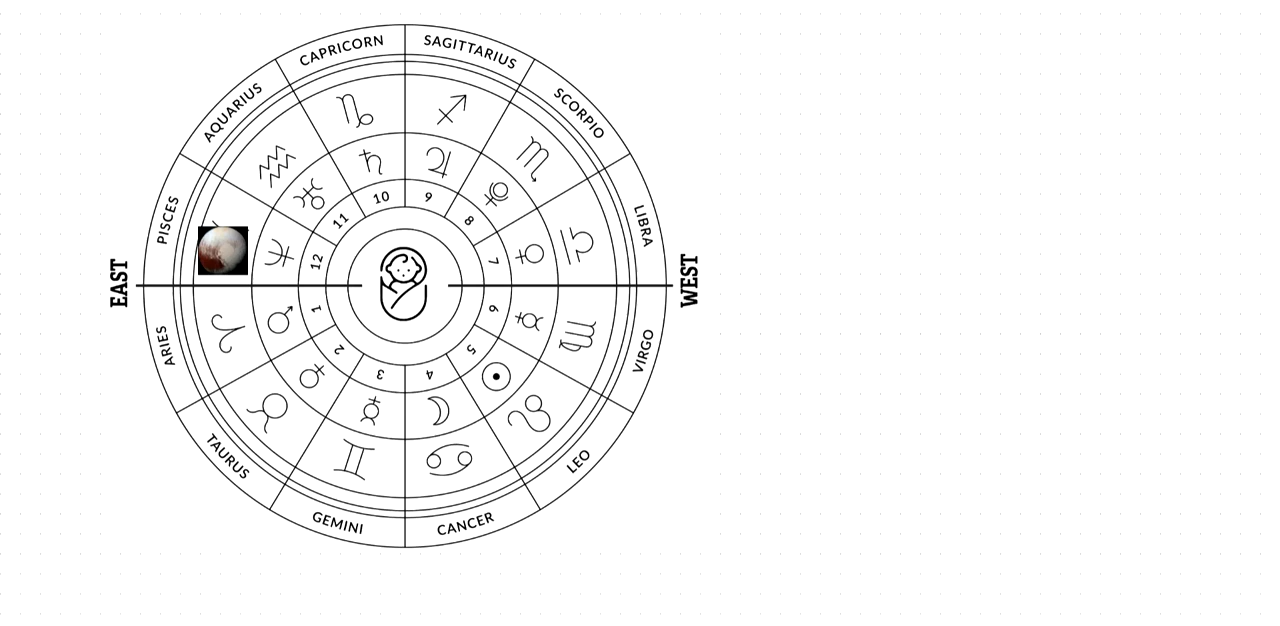 CAPRICORN
SAGITTARIUS
AQUARIUS
SCORPIO
PISCES
LIBRA
EAST
WEST
ARIES
VIRGO
TAURUS
LEO
GEMINI
CANCER
10
9
11
8
12
7
1
6
2
5
3
4